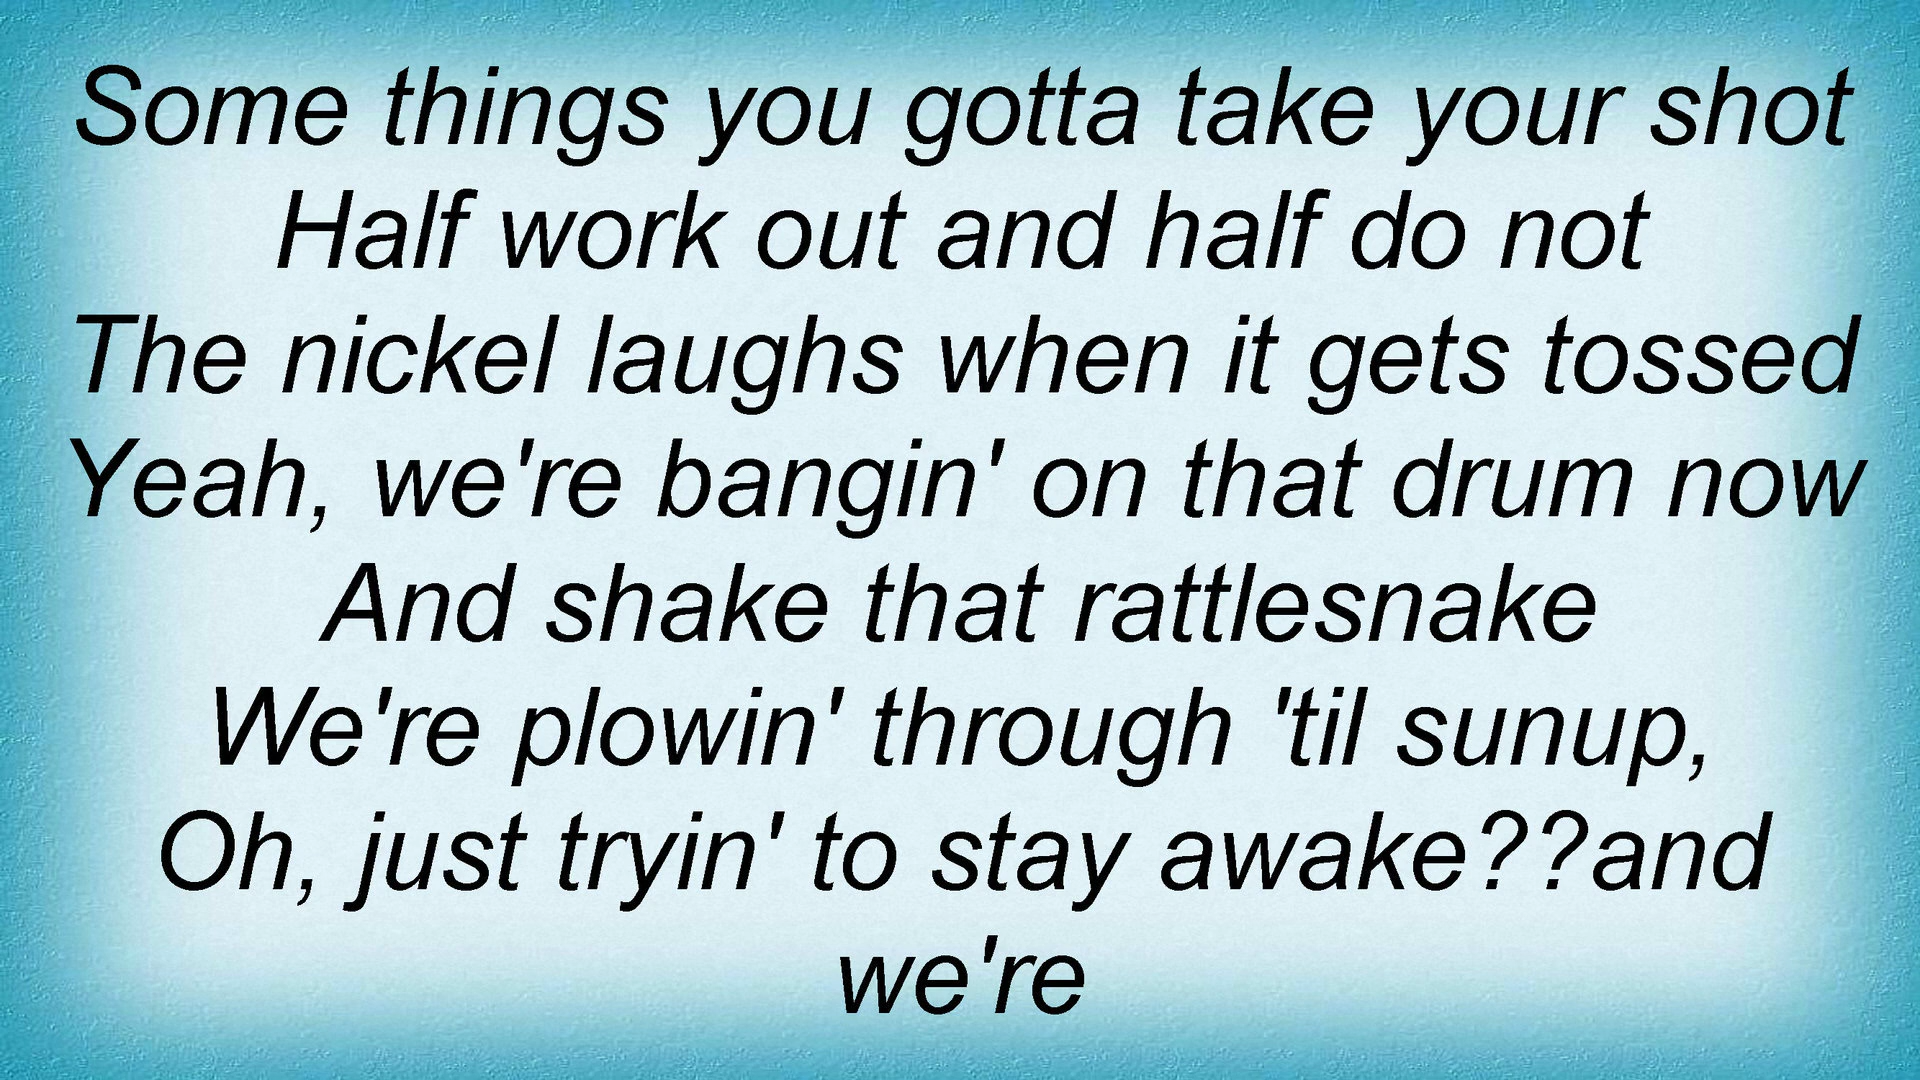 Some things you gotta take your shot
Half work out and half do not
The nickel laughs when it gets tossed
Yeah, we're bangin' on that drum now
And shake that rattlesnake
We're plowin' through 'til sunup,
Oh, just tryin' to stay awake??and
we're